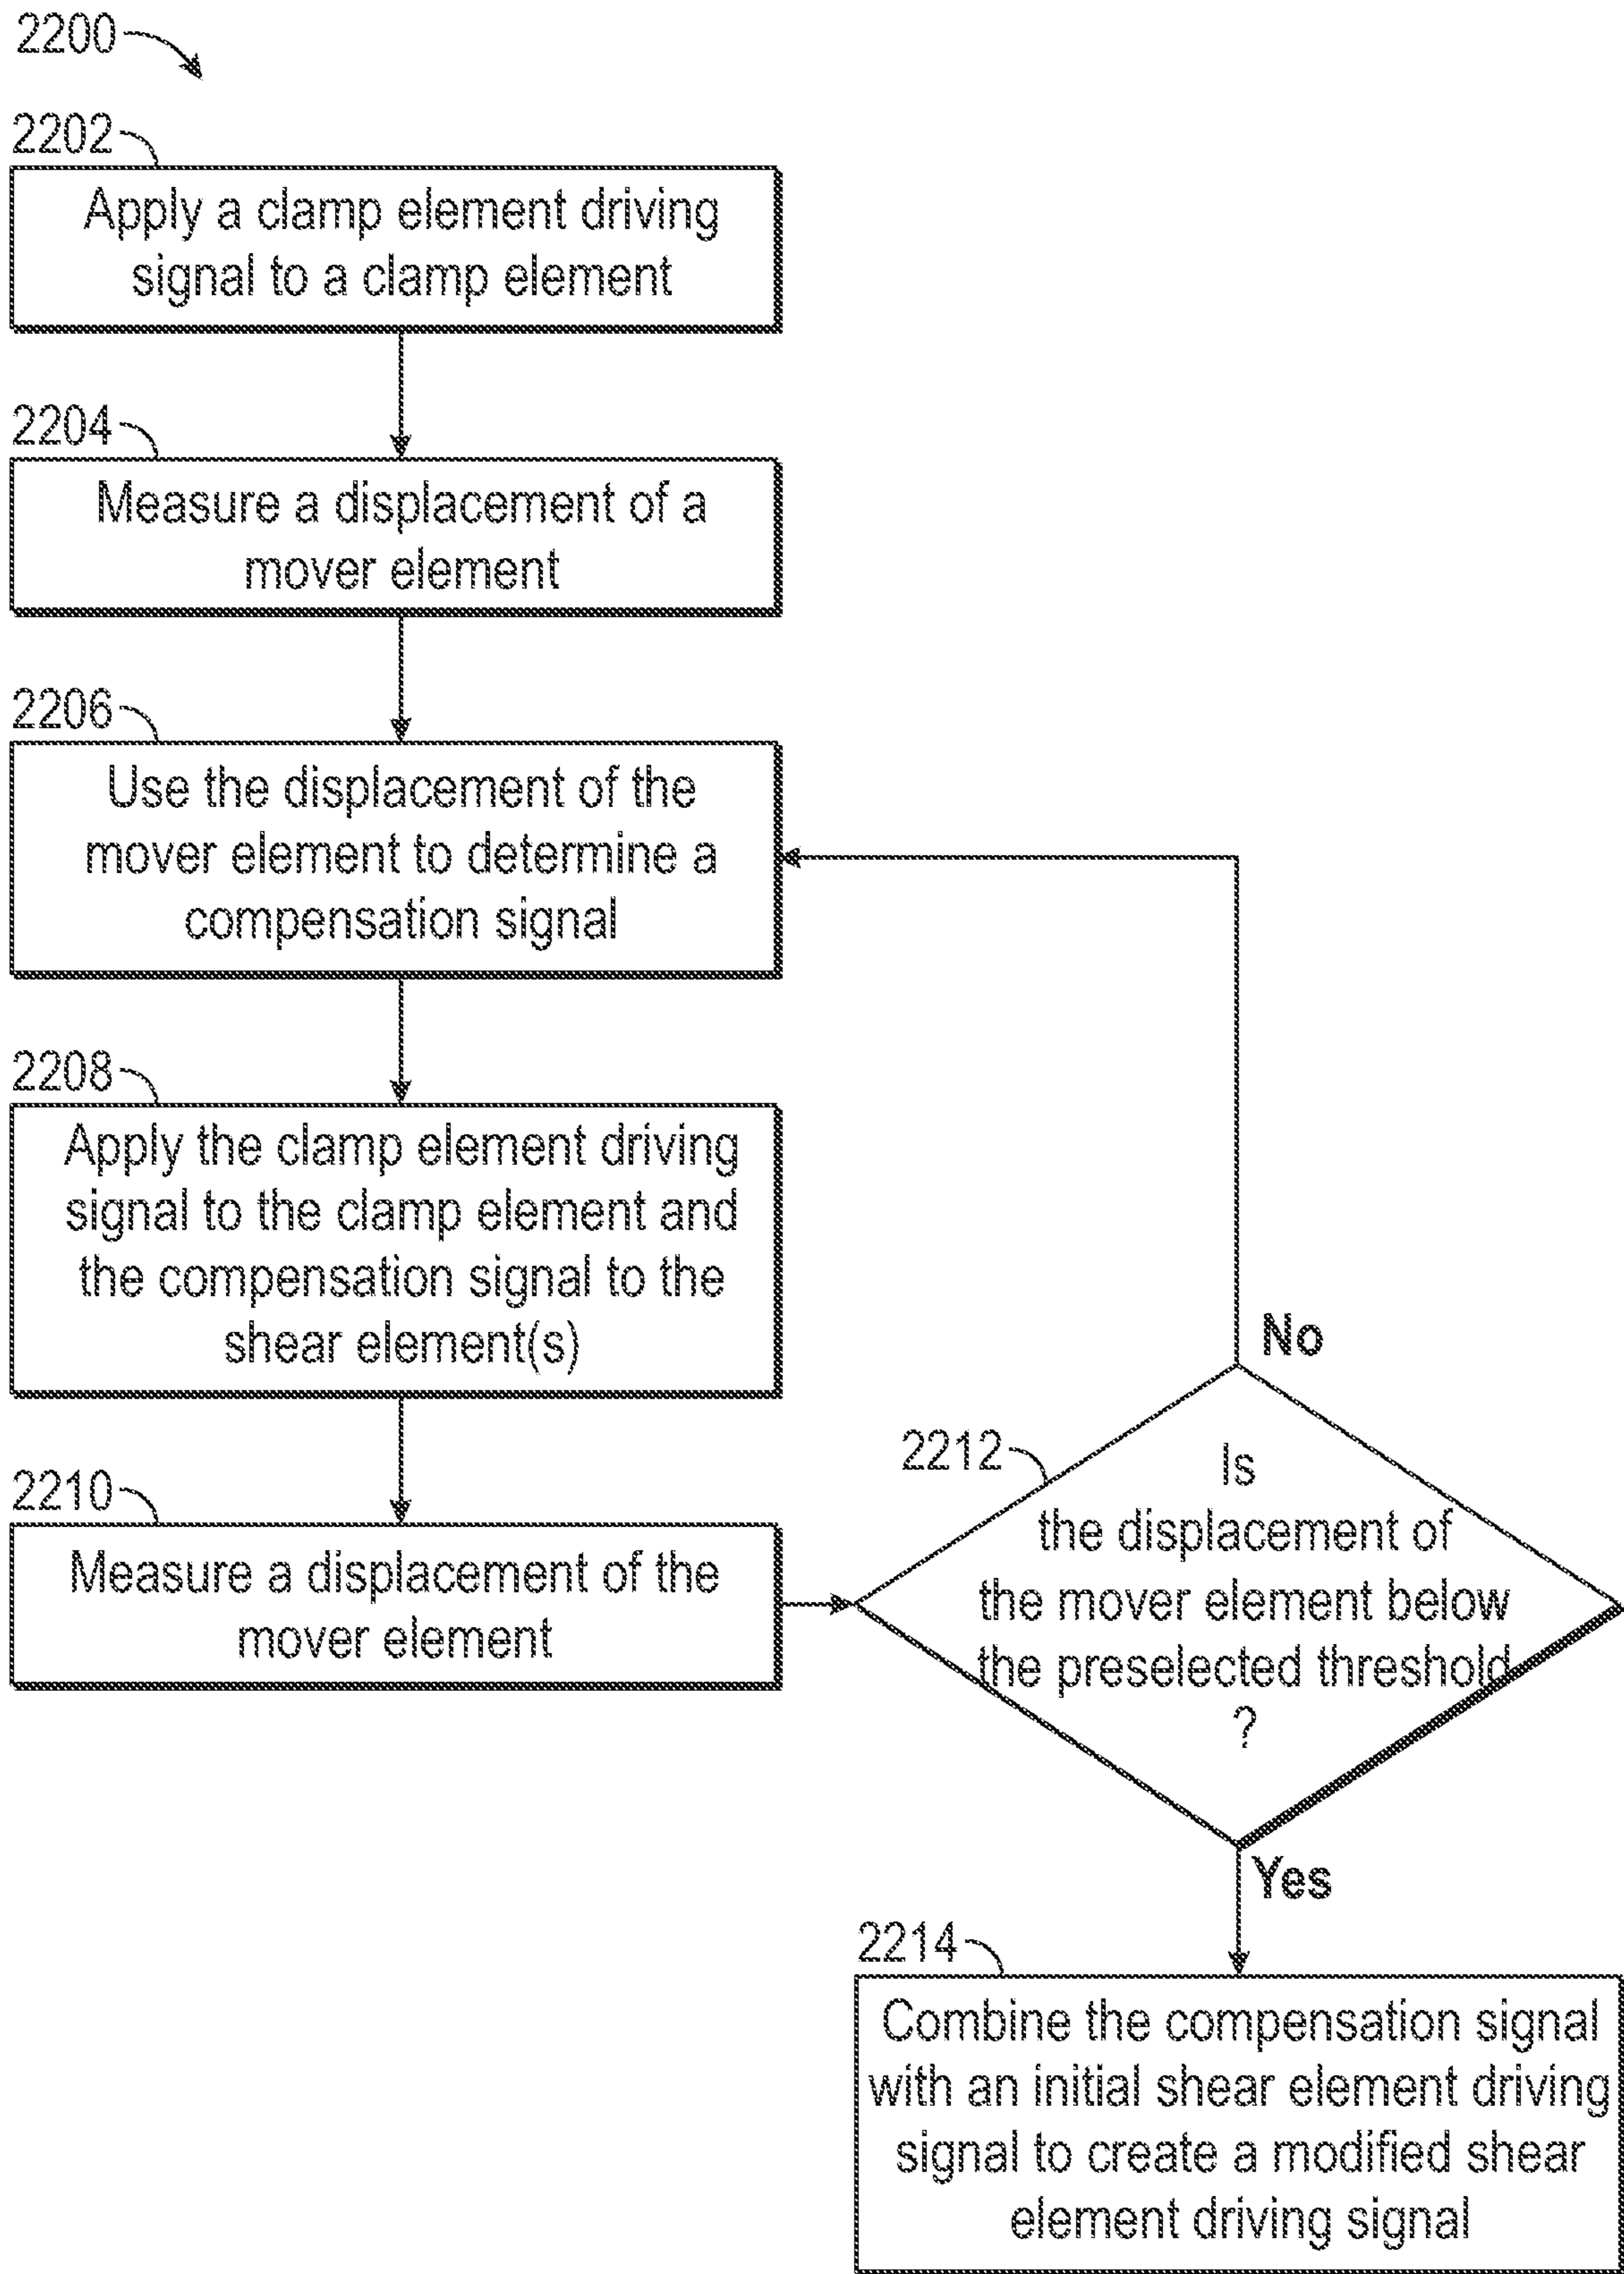 2200
2202
Apply a clamp element driving
signal to a clamp element
2204
Measure a displacement of a
mover element
2206
Use the displacement of the
mover element to determine a
compensation signal
2208
Apply the clamp element driving
signal to the clamp element and
the compensation signal to the
shear element(s)
2210
Measure a displacement of the
mover element
No
2212
Is
the displacement of
the mover element below
the preselected threshold
?
Yes
2214
Combine the compensation signal
with an initial shear element driving
signal to create a modified shear
element driving signal